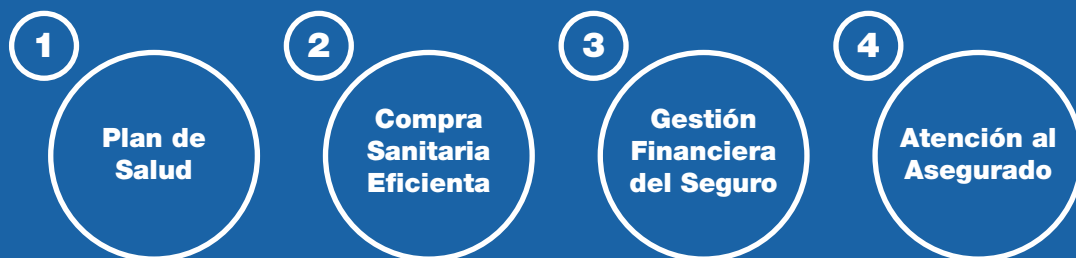 1
Plan de
Salud
2
Compra
Sanitaria
Eficienta
3
Gestión
Financiera
del Seguro
4
Atención al
Asegurado